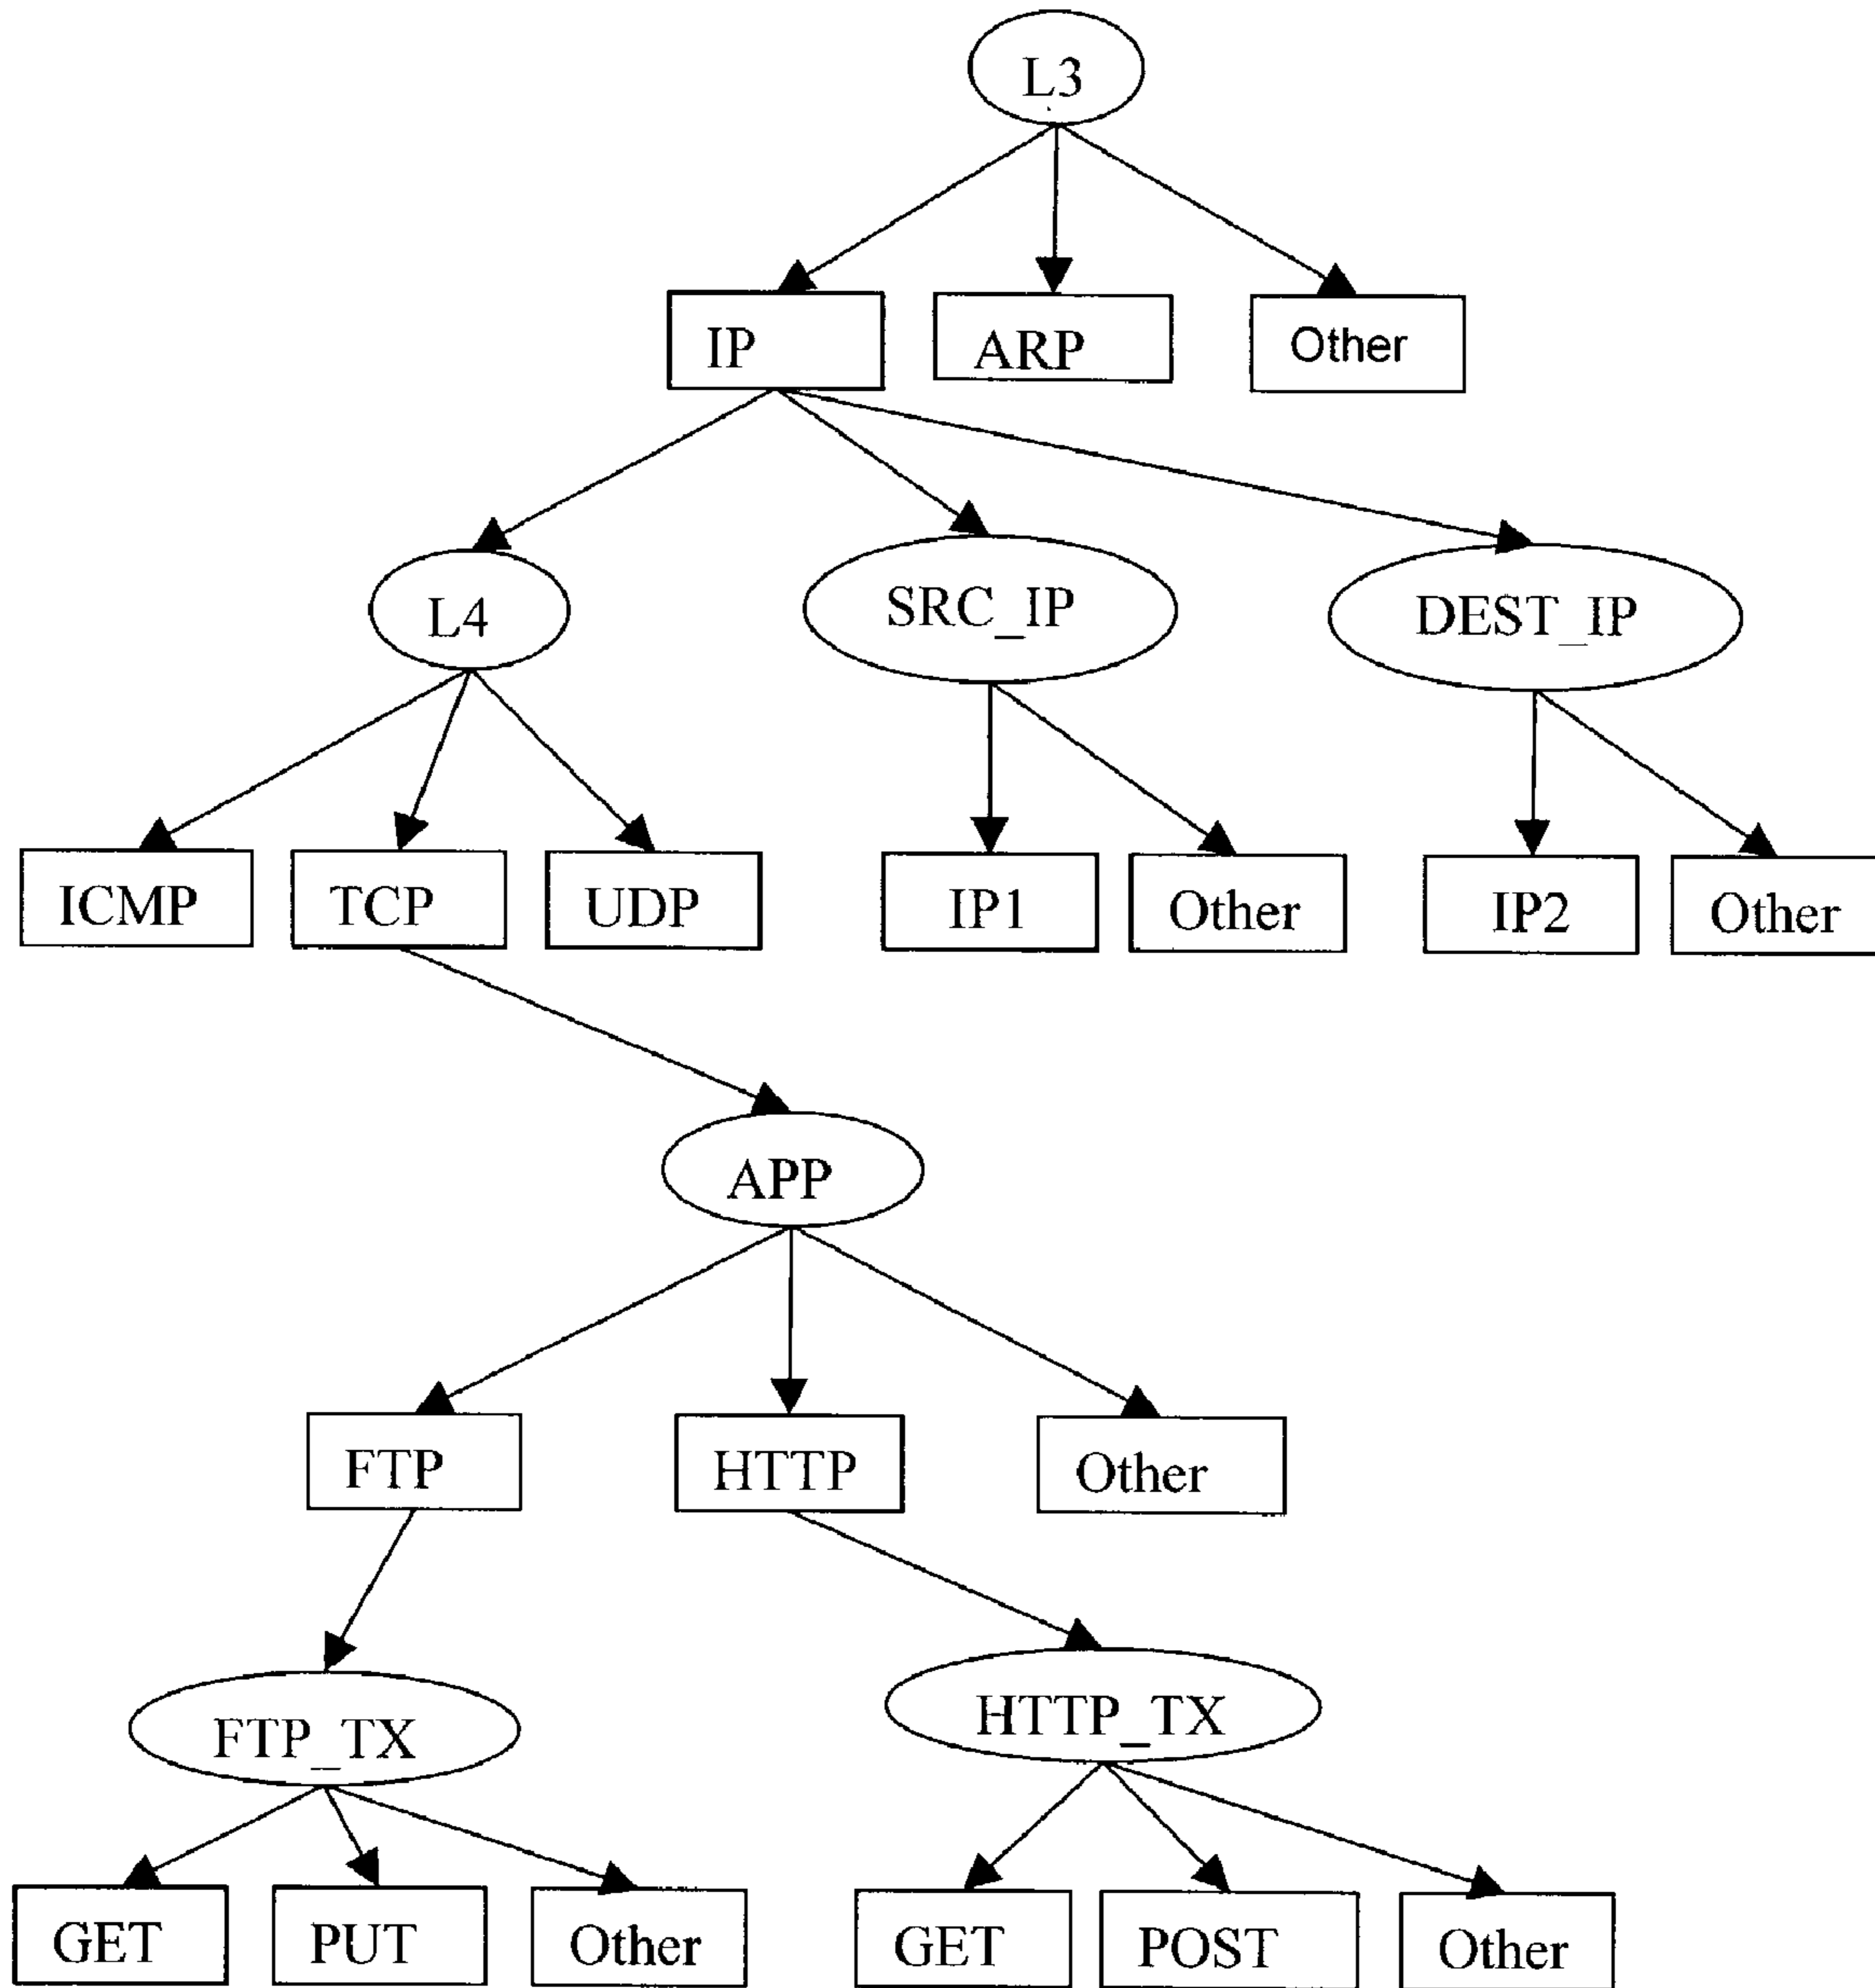 L3
IP
ARP
Other
L4
SRC_IP
DEST_IP
ICMP
TCP
UDP
IP1
Other
IP2
Other
APP
FTP
HTTP
Other
FTP_TX
HTTP_TX
GET
PUT
Other
GET
POST
Other